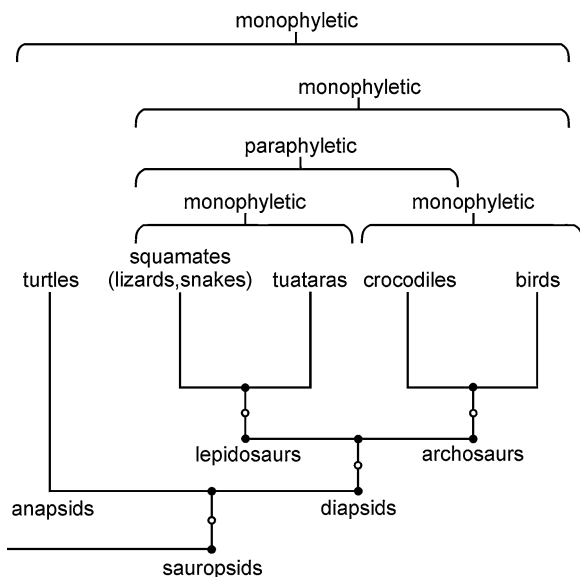 monophyletic
monophyletic
paraphyletic
monophyletic
monophyletic
turtles
squamates
(lizards,snakes)
tuataras
crocodiles
birds
lepidosaurs
archosaurs
anapsids
diapsids
sauropsids